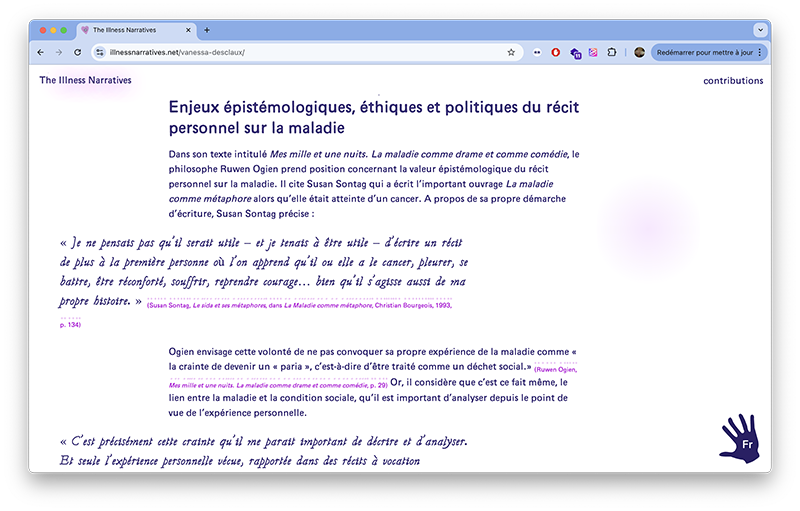 The Illness Narratives
illnessnarratives.net/vanessa-desclaux/
11
Redémarrer pour mettre à jour
The Illness Narratives
contributions
Enjeux épistémologiques, éthiques et politiques du récit
personnel sur la maladie
Dans son texte intitulé Mes mille et une nuits. La maladie comme drame et comme comédie, le
philosophe Ruwen Ogien prend position concernant la valeur épistémologique du récit
personnel sur la maladie. Il cite Susan Sontag qui a écrit l'important ouvrage La maladie
comme métaphore alors qu'elle était atteinte d'un cancer. A propos de sa propre démarche
d'écriture, Susan Sontag précise :
« Je ne pensais pas qu'il serait utile – et je tenais à être utile – d'écrire un récit
de plus à la première personne où l'on apprend qu'il ou elle a le cancer, pleurer, se
battre, être réconforté, souffrir, reprendre courage... bien qu'il s'agisse aussi de ma
propre histoire. » (Susan Sontag, Le sida et ses métaphores, dans La Maladie comme métaphore, Christian Bourgeois, 1993,
p. 134)
Ogien envisage cette volonté de ne pas convoquer sa propre expérience de la maladie comme «
la crainte de devenir un « paria », c'est-à-dire d'être traité comme un déchet social.» (Ruwen Ogien,
Mes mille et une nuits. La maladie comme drame et comme comédie, p. 29) Or, il considère que c'est ce fait même, le
lien entre la maladie et la condition sociale, qu'il est important d'analyser depuis le point de
vue de l'expérience personnelle.
« C'est précisément cette crainte qu'il me parait important de décrire et d'analyser.
Et seule l'expérience personnelle vécue, rapportée dans des récits à vocation
Fr